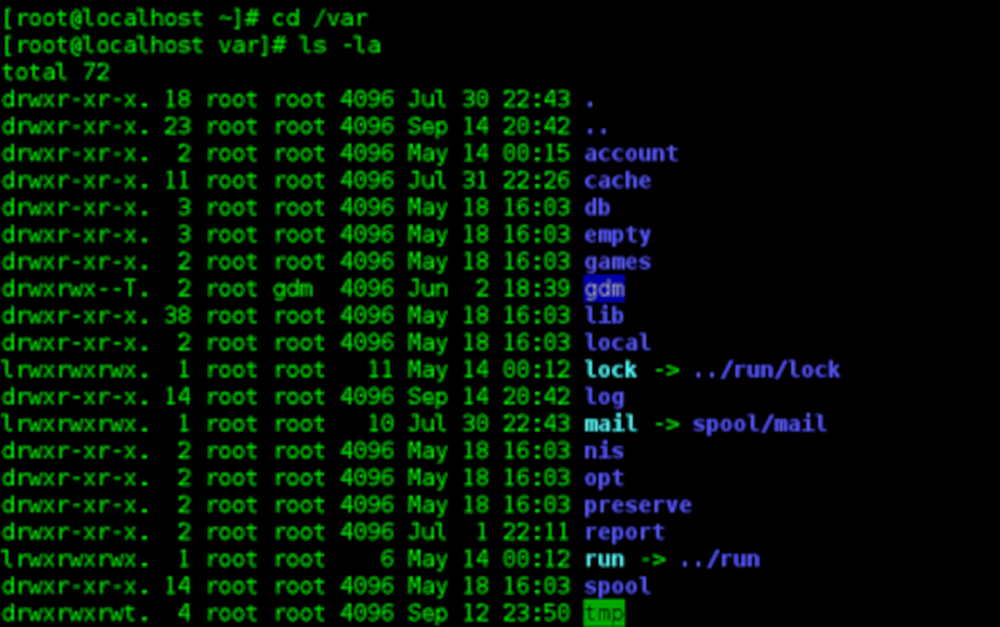 [root@localhost ~]# cd /var
[root@localhost var]# ls -la
total 72
drwxr-xr-x. 18 root root 4096 Jul 30 22:43 .
drwxr-xr-x. 23 root root 4096 Sep 14 20:42 ..
drwxr-xr-x.  2 root root 4096 May 14 00:15 account
drwxr-xr-x. 11 root root 4096 Jul 31 22:26 cache
drwxr-xr-x.  3 root root 4096 May 18 16:03 db
drwxr-xr-x.  3 root root 4096 May 18 16:03 empty
drwxr-xr-x.  2 root root 4096 May 18 16:03 games
drwxrwx--T.  2 root gdm  4096 Jun  2 18:39 gdm
drwxr-xr-x. 38 root root 4096 May 18 16:03 lib
drwxr-xr-x.  2 root root 4096 May 18 16:03 local
lrwxrwxrwx.  1 root root   11 May 14 00:12 lock -> ../run/lock
drwxr-xr-x. 14 root root 4096 Sep 14 20:42 log
lrwxrwxrwx.  1 root root   10 Jul 30 22:43 mail -> spool/mail
drwxr-xr-x.  2 root root 4096 May 18 16:03 nis
drwxr-xr-x.  2 root root 4096 May 18 16:03 opt
drwxr-xr-x.  2 root root 4096 May 18 16:03 preserve
drwxr-xr-x.  2 root root 4096 Jul  1 22:11 report
lrwxrwxrwx.  1 root root    6 May 14 00:12 run -> ../run
drwxr-xr-x. 14 root root 4096 May 18 16:03 spool
drwxrwxrwt.  4 root root 4096 Sep 12 23:50 tmp